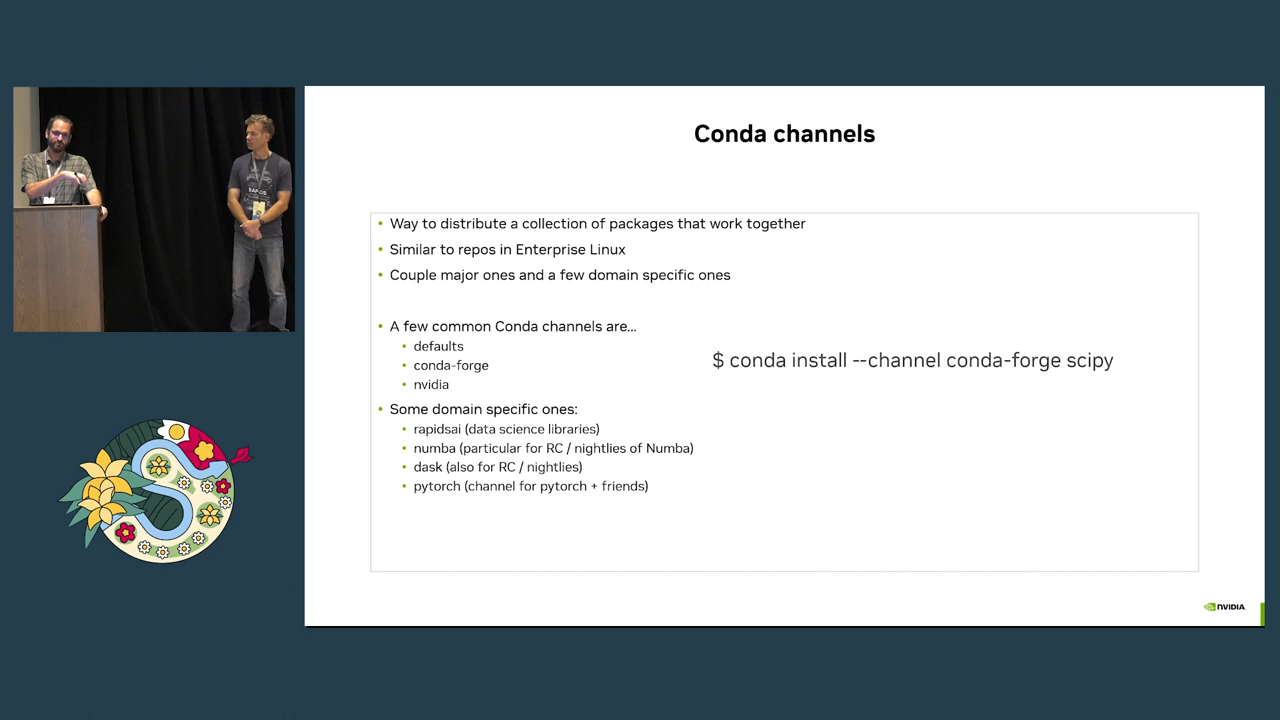 Conda channels
• Way to distribute a collection of packages that work together
• Similar to repos in Enterprise Linux
• Couple major ones and a few domain specific ones
• A few common Conda channels are...
• defaults
• conda-forge
• nvidia
$ conda install --channel conda-forge scipy
• Some domain specific ones:
• rapidsai (data science libraries)
• numba (particular for RC / nightlies of Numba)
• dask (also for RC / nightlies)
• pytorch (channel for pytorch + friends)
NVIDIA